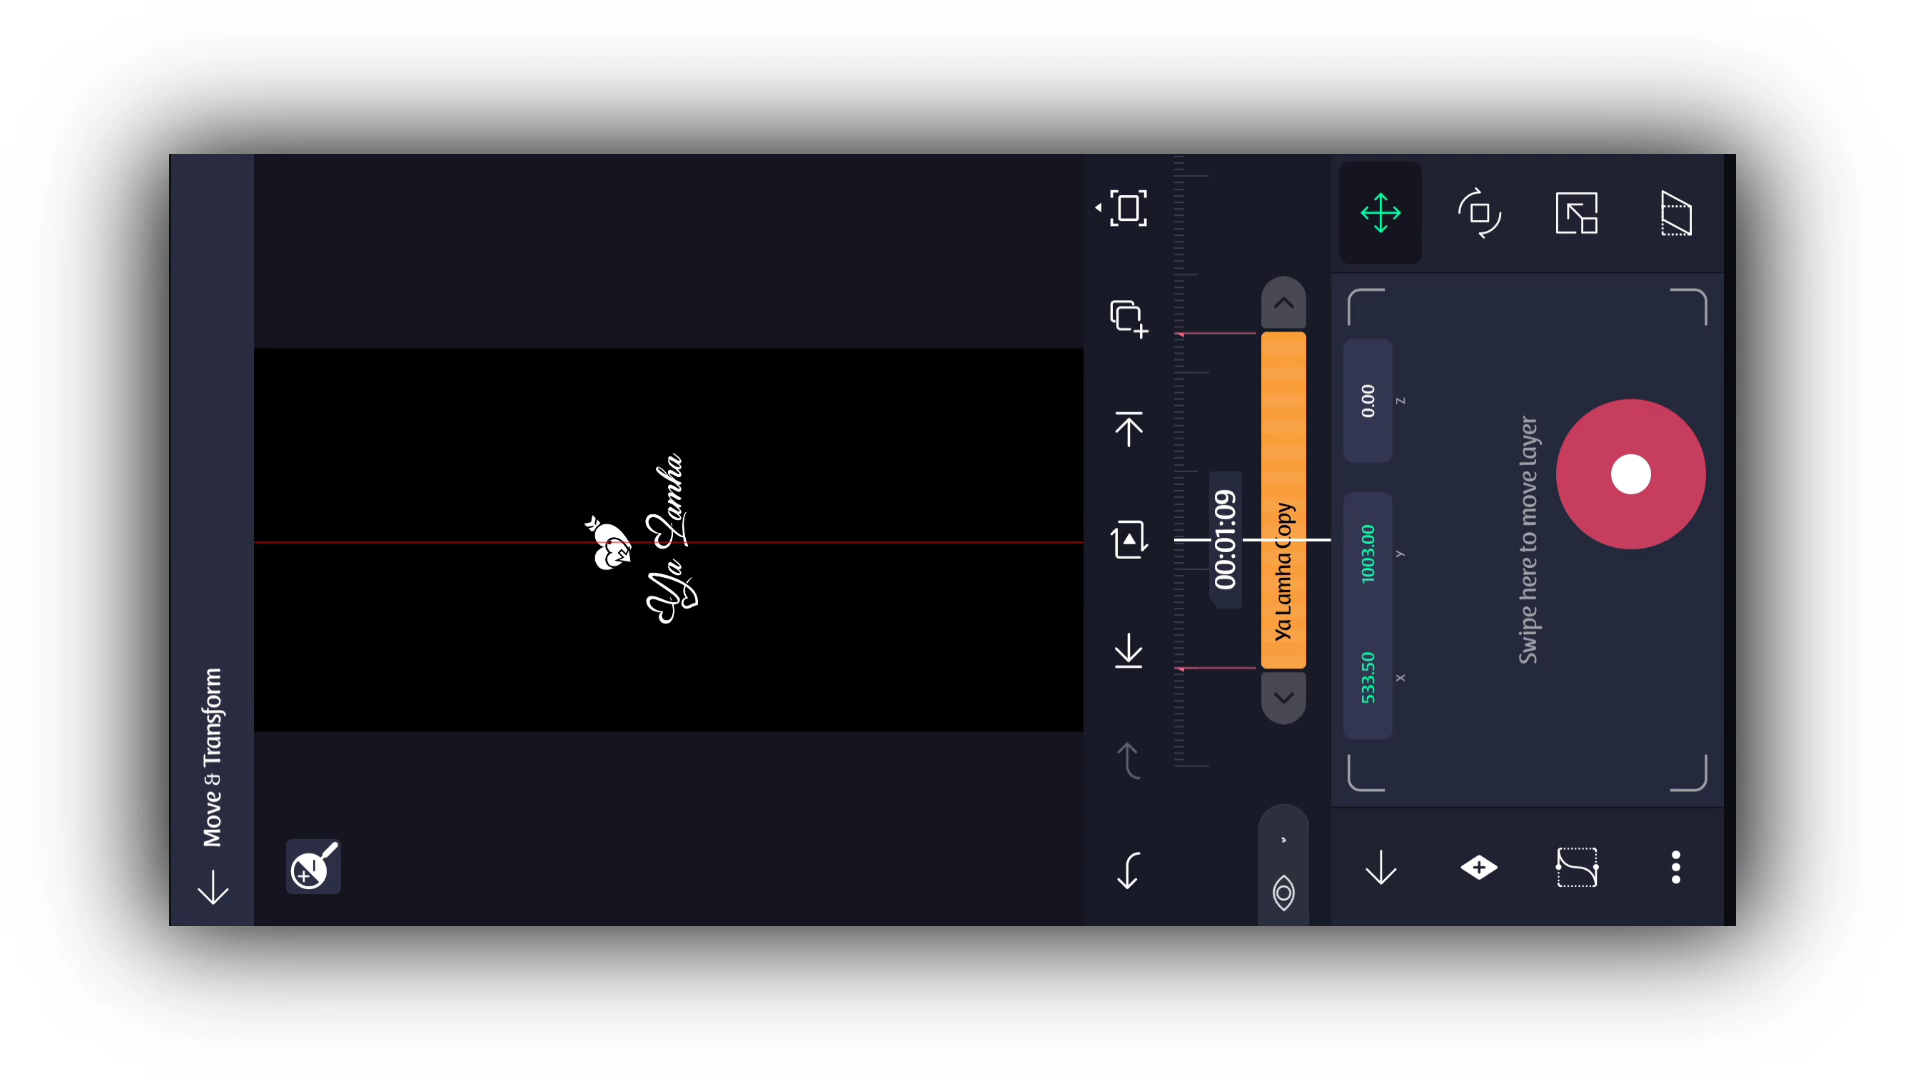 Move & Transform
Ya Lamha
00:01:09
Ya Lamha Copy
533.50 1003.00 0.00
X Y Z
Swipe here to move layer